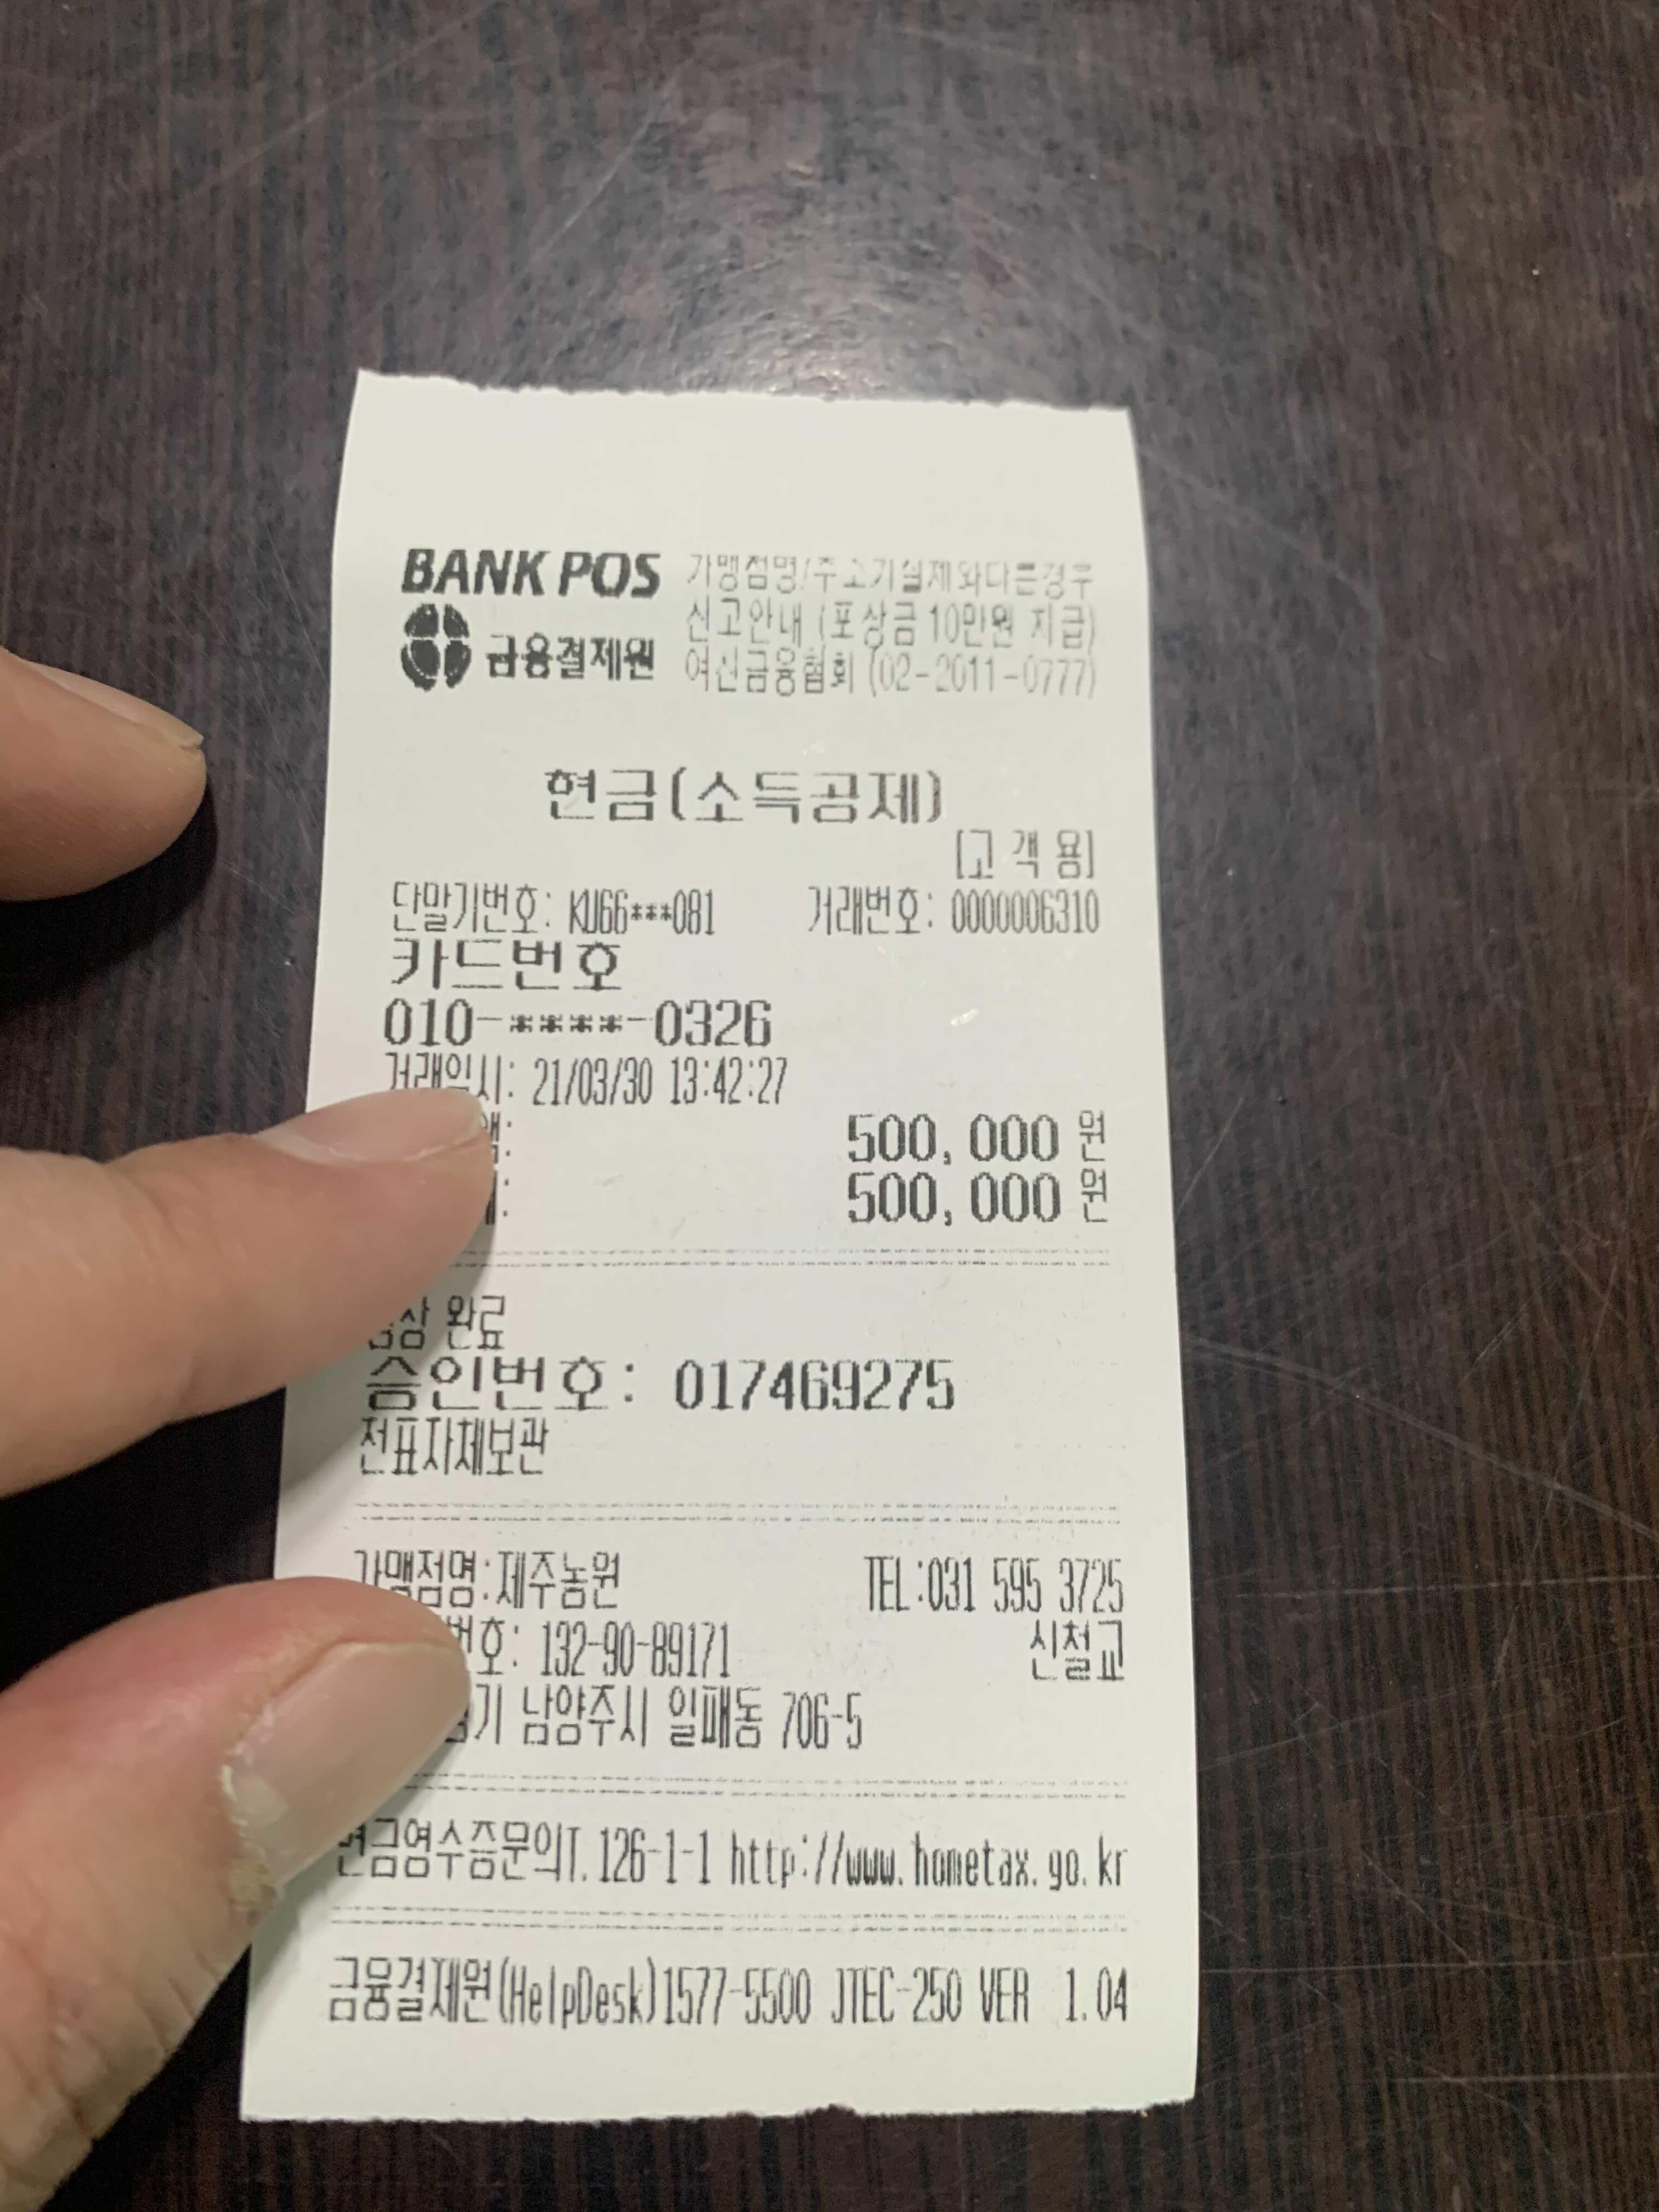 BANK POS
금융결제원
가맹점명/주소가실제와다른경우
신고안내 (포상금 10만원 지급)
여신금융협회 (02-2011-0777)
현금(소득공제)
[고 객 용]
단말기번호: KU66***081 거래번호: 0000006310
카드번호
010-****-0326
거래일시: 21/03/30 13:42:27
500,000 원
500,000 원
완료
승인번호: 017469275
전표자체보관
가맹점명:제주농원 TEL:031 595 3725
132-90-89171 신철교
남양주시 일패동 706-5
현금영수증문의T.126-1-1 http://www.hometax.go.kr
금융결제원(HelpDesk)1577-5500 JTEC-250 VER 1.04